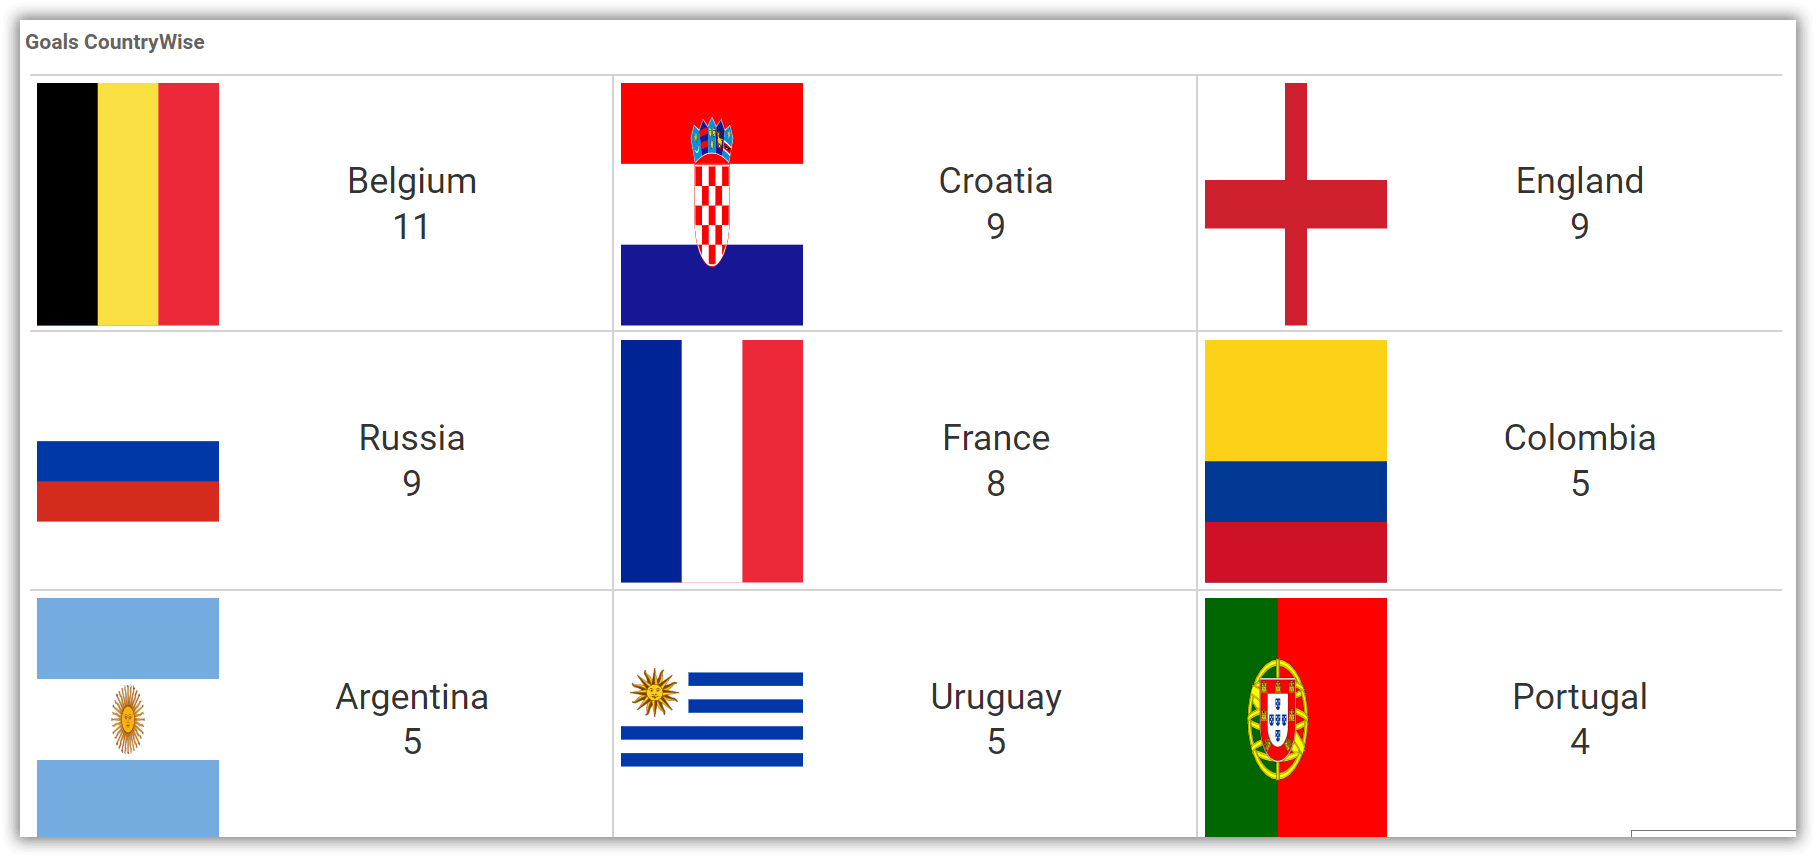 Goals CountryWise
Belgium
11
Croatia
9
England
9
Russia
9
France
8
Colombia
5
Argentina
5
Uruguay
5
Portugal
4